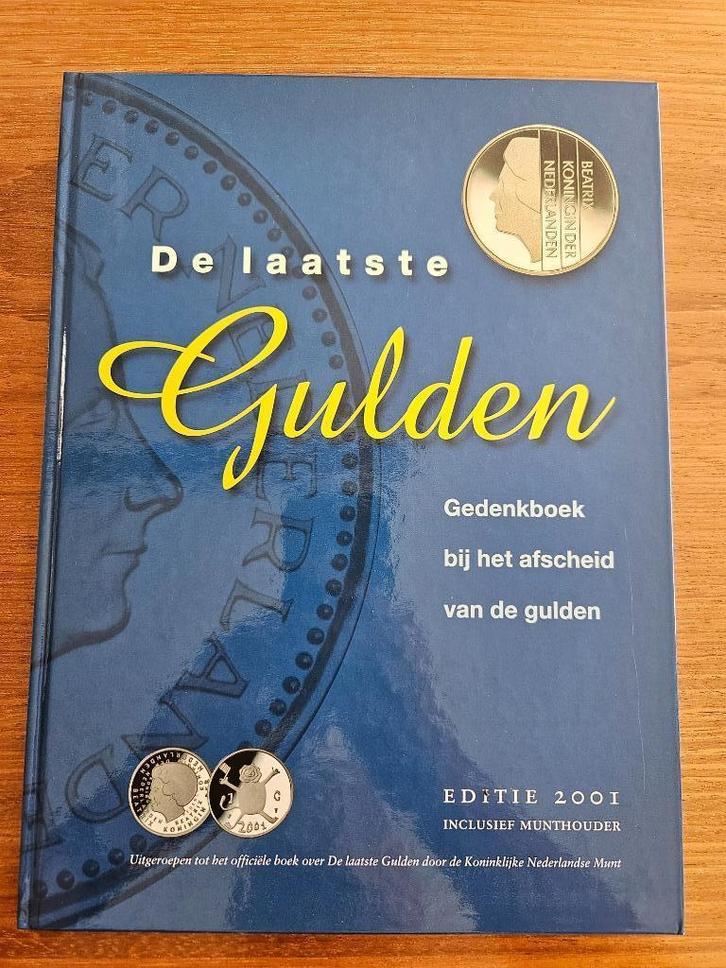 BEATRIX
KONINGIN DER
NEDERLANDEN
De laatste
Gulden
Gedenkboek
bij het afscheid
van de gulden
2001
EDITIE 2001
INCLUSIEF MUNTHOUDER
Uitgeroepen tot het officiële boek over De laatste Gulden door de Koninklijke Nederlandse Munt